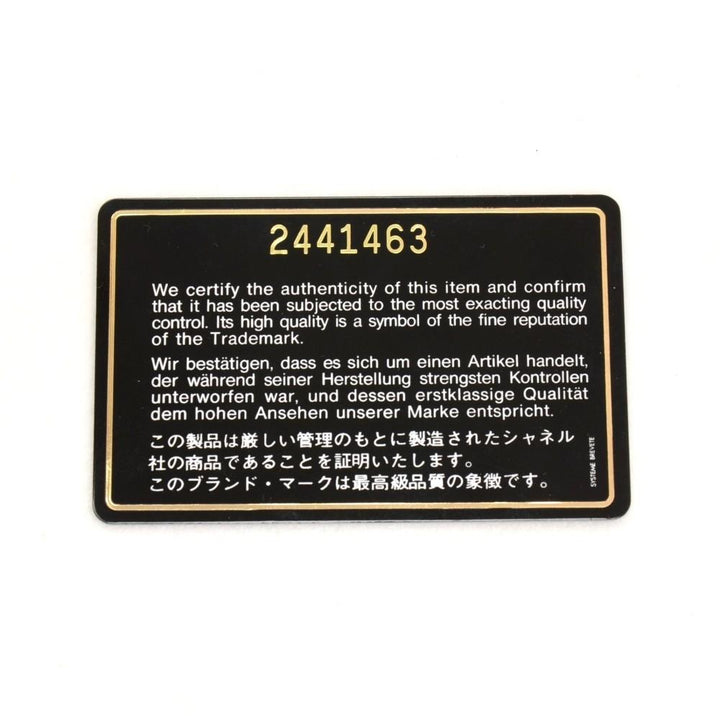 2441463
We certify the authenticity of this item and confirm
that it has been subjected to the most exacting quality
control. Its high quality is a symbol of the fine reputation
of the Trademark.
Wir bestätigen, dass es sich um einen Artikel handelt,
der während seiner Herstellung strengsten Kontrollen
unterworfen war, und dessen erstklassige Qualität
dem hohen Ansehen unserer Marke entspricht.
この製品は厳しい管理のもとに製造されたシャネル
社の商品であることを証明いたします。
このブランド・マークは最高級品質の象徴です。
SYSTEME BREVETE